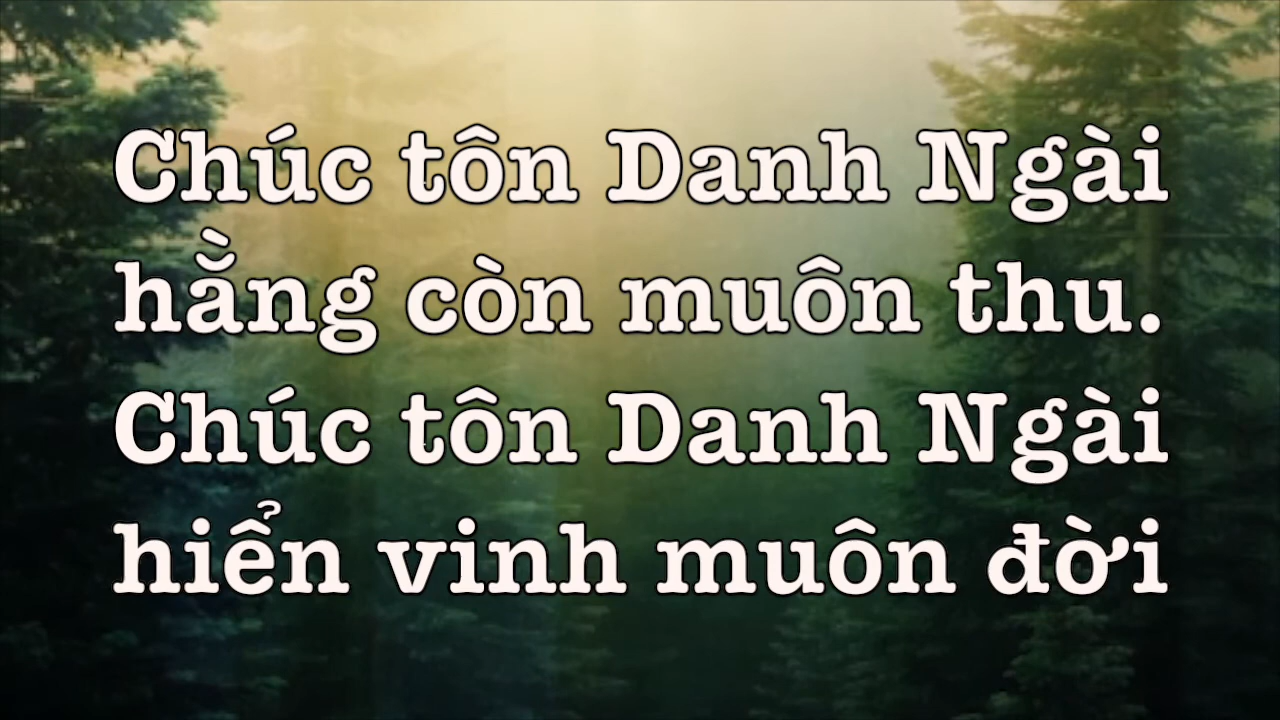 Chúc tôn Danh Ngài
hằng còn muôn thu.
Chúc tôn Danh Ngài
hiển vinh muôn đời